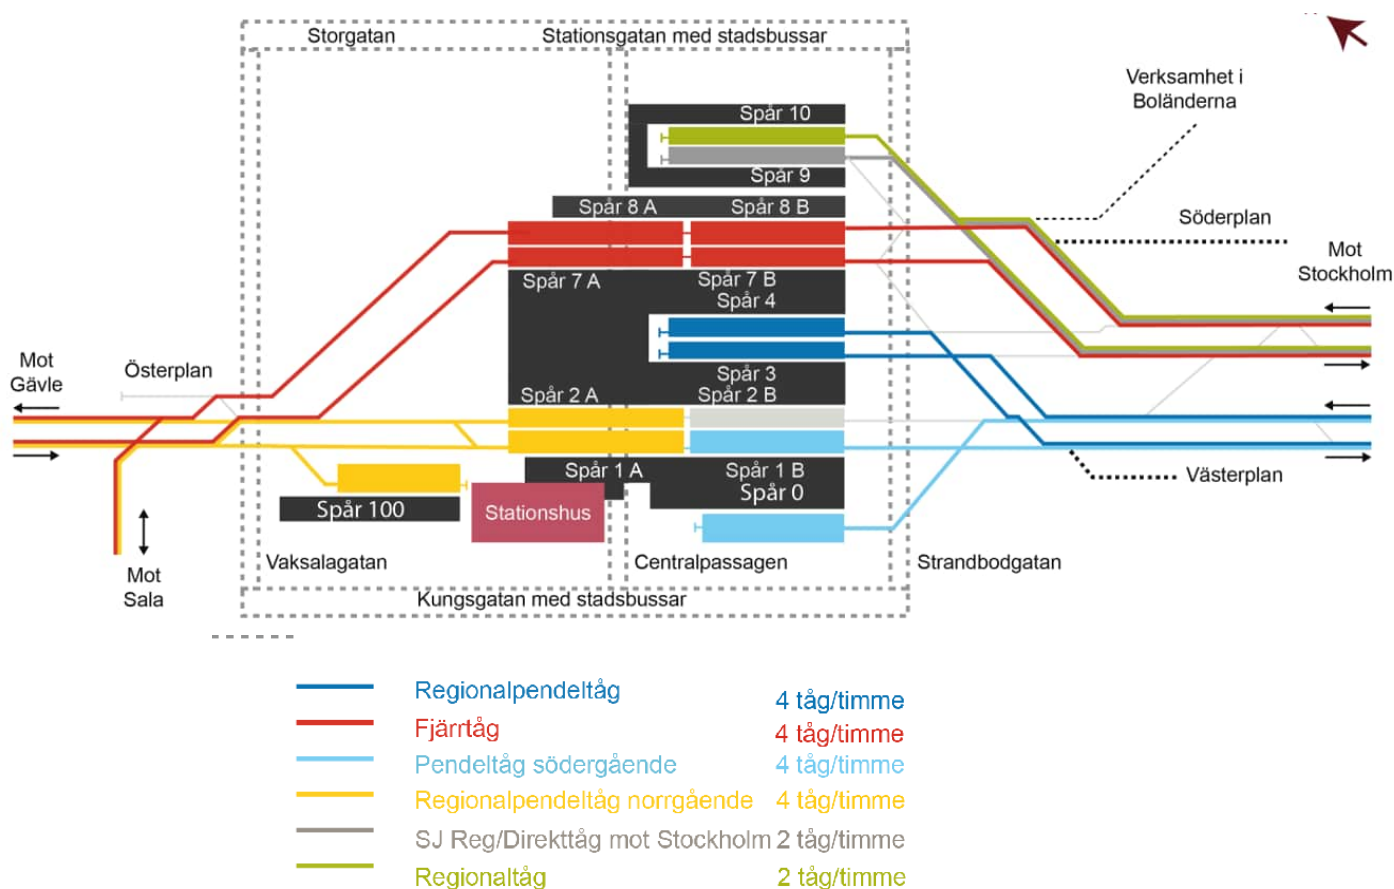 Storgatan
Stationsgatan med stadsbussar
Verksamhet i
Boländerna
Spår 10
Spår 9
Spår 8 A
Spår 8 B
Söderplan
Mot
Stockholm
Spår 7 A
Spår 7 B
Spår 4
Mot
Gävle
Österplan
Spår 3
Spår 2 A
Spår 2 B
Spår 1 A
Spår 1 B
Västerplan
Spår 0
Spår 100
Stationshus
Vaksalagatan
Centralpassagen
Strandbodgatan
Mot
Sala
Kungsgatan med stadsbussar
Regionalpendeltåg 4 tåg/timme
Fjärrtåg 4 tåg/timme
Pendeltåg södergående 4 tåg/timme
Regionalpendeltåg norrgående 4 tåg/timme
SJ Reg/Direkttåg mot Stockholm 2 tåg/timme
Regionaltåg 2 tåg/timme